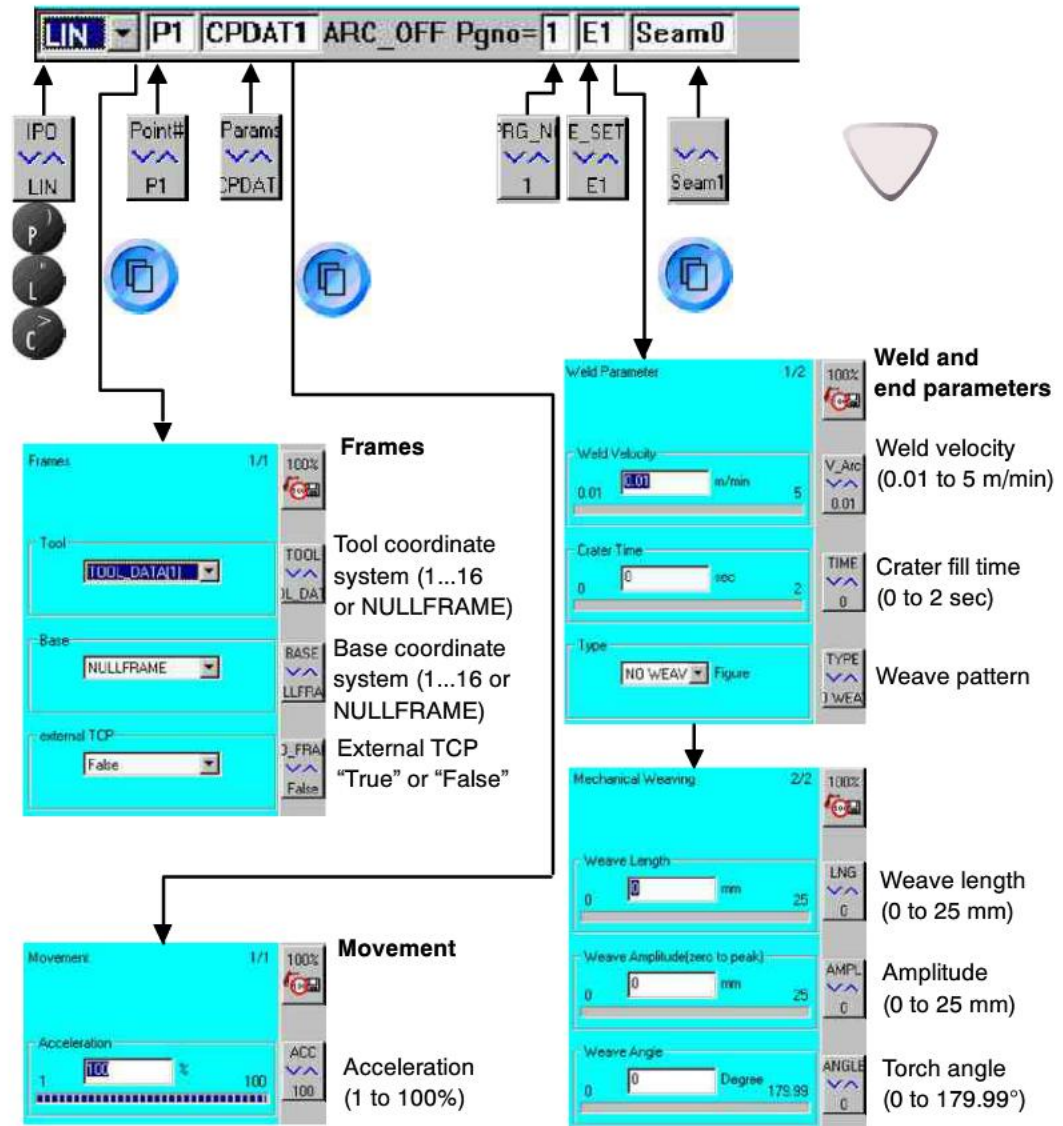 LIN P1 CPDAT1 ARC_OFF Pgno= 1 E1 Seam0
IPO
LIN
Point#
P1
Params
CPDAT
PRG_N
1
E_SET
E1
Seam1
P )
L "
C >
Frames 1/1
100%
Tool
TOOL_DATA[1]
TOOL
OL_DAT
Base
NULLFRAME
BASE
LLFRA
external TCP
False
O_FRA
False
Frames
Tool coordinate
system (1...16
or NULLFRAME)
Base coordinate
system (1...16 or
NULLFRAME)
External TCP
“True” or “False”
Movement 1/1
100%
Acceleration
1 100 % 100
ACC
100
Movement
Acceleration
(1 to 100%)
Weld Parameter 1/2
100%
Weld Velocity
0.01 0.01 m/min 5
V_Arc
0.01
Crater Time
0 0 sec 2
TIME
0
Type
NO WEAV Figure
TYPE
O WEA
Weld and
end parameters
Weld velocity
(0.01 to 5 m/min)
Crater fill time
(0 to 2 sec)
Weave pattern
Mechanical Weaving 2/2
100%
Weave Length
0 0 mm 25
LNG
0
Weave Amplitude(zero to peak)
0 0 mm 25
AMPL
0
Weave Angle
0 0 Degree 179.99
ANGLE
0
Weave length
(0 to 25 mm)
Amplitude
(0 to 25 mm)
Torch angle
(0 to 179.99°)